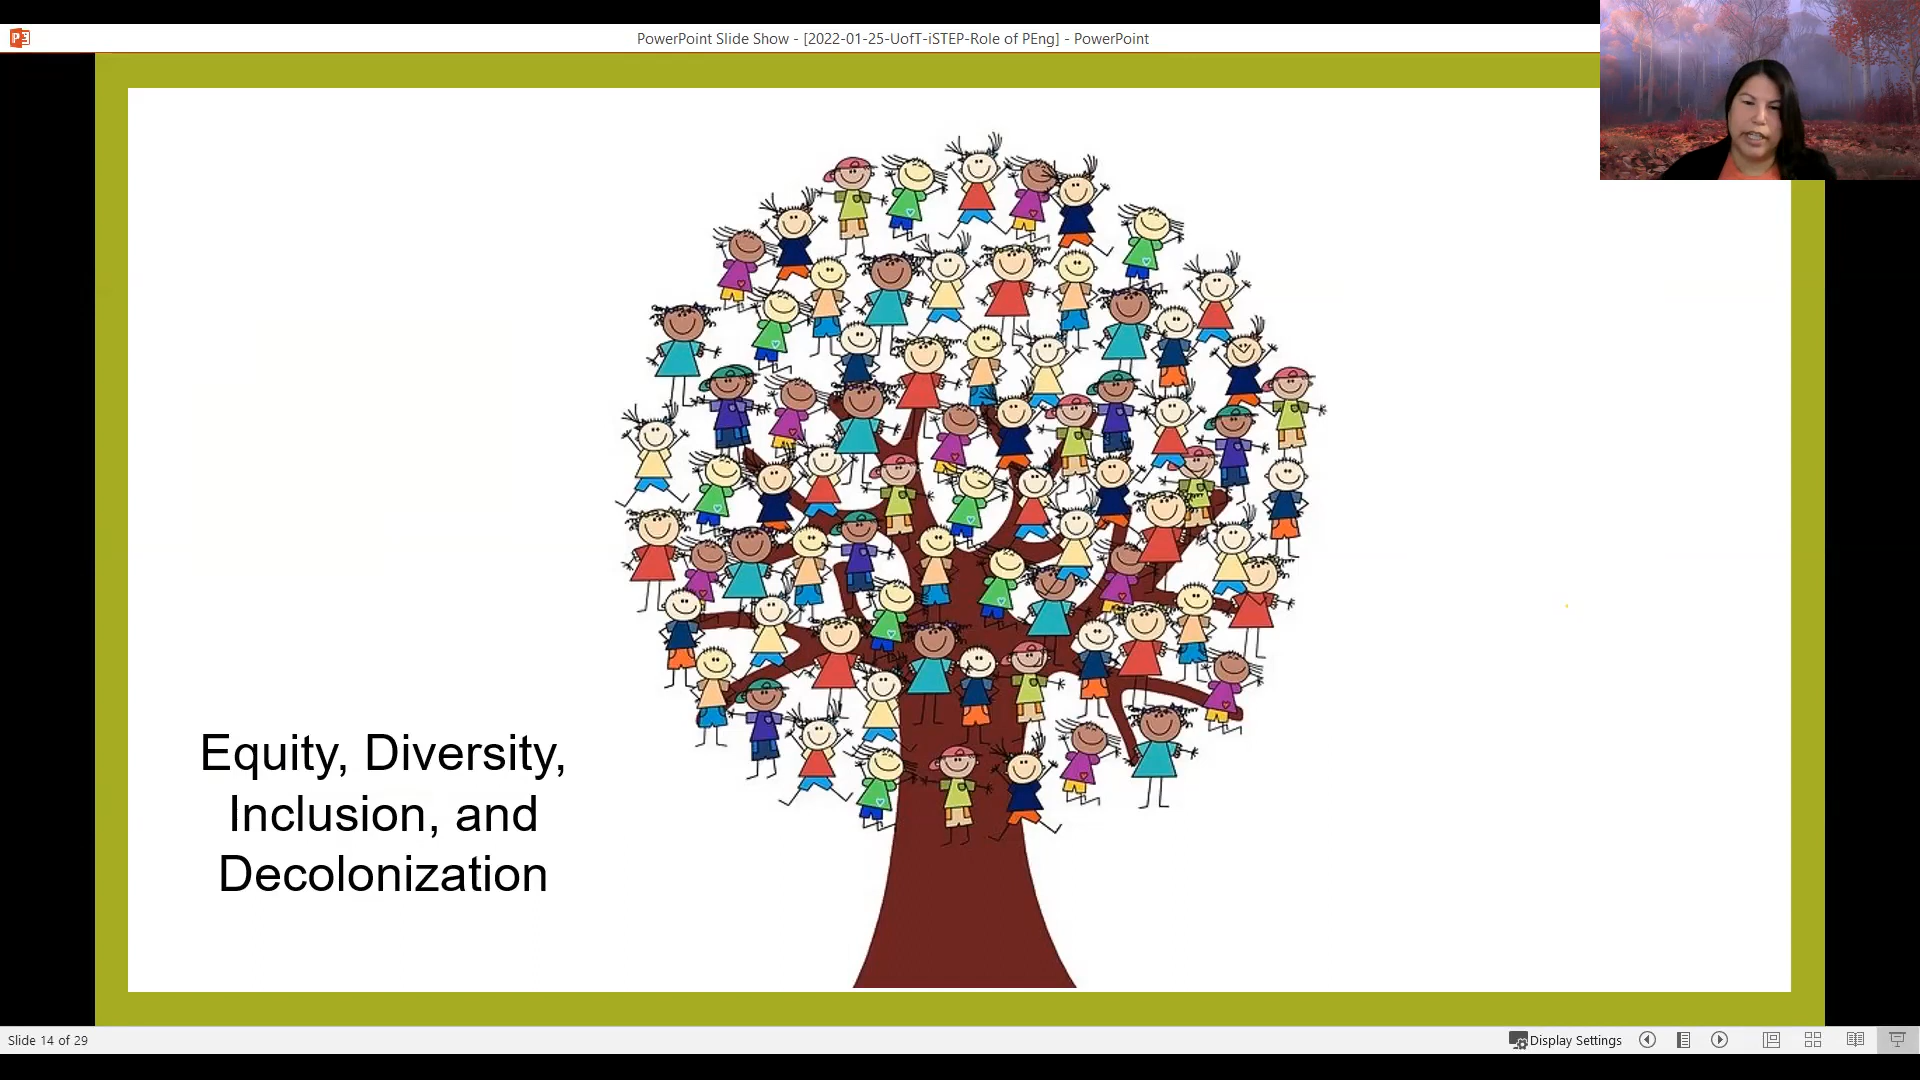 PowerPoint Slide Show - [2022-01-25-UofT-iSTEP-Role of PEng] - PowerPoint
Equity, Diversity,
Inclusion, and
Decolonization
Slide 14 of 29
Display Settings